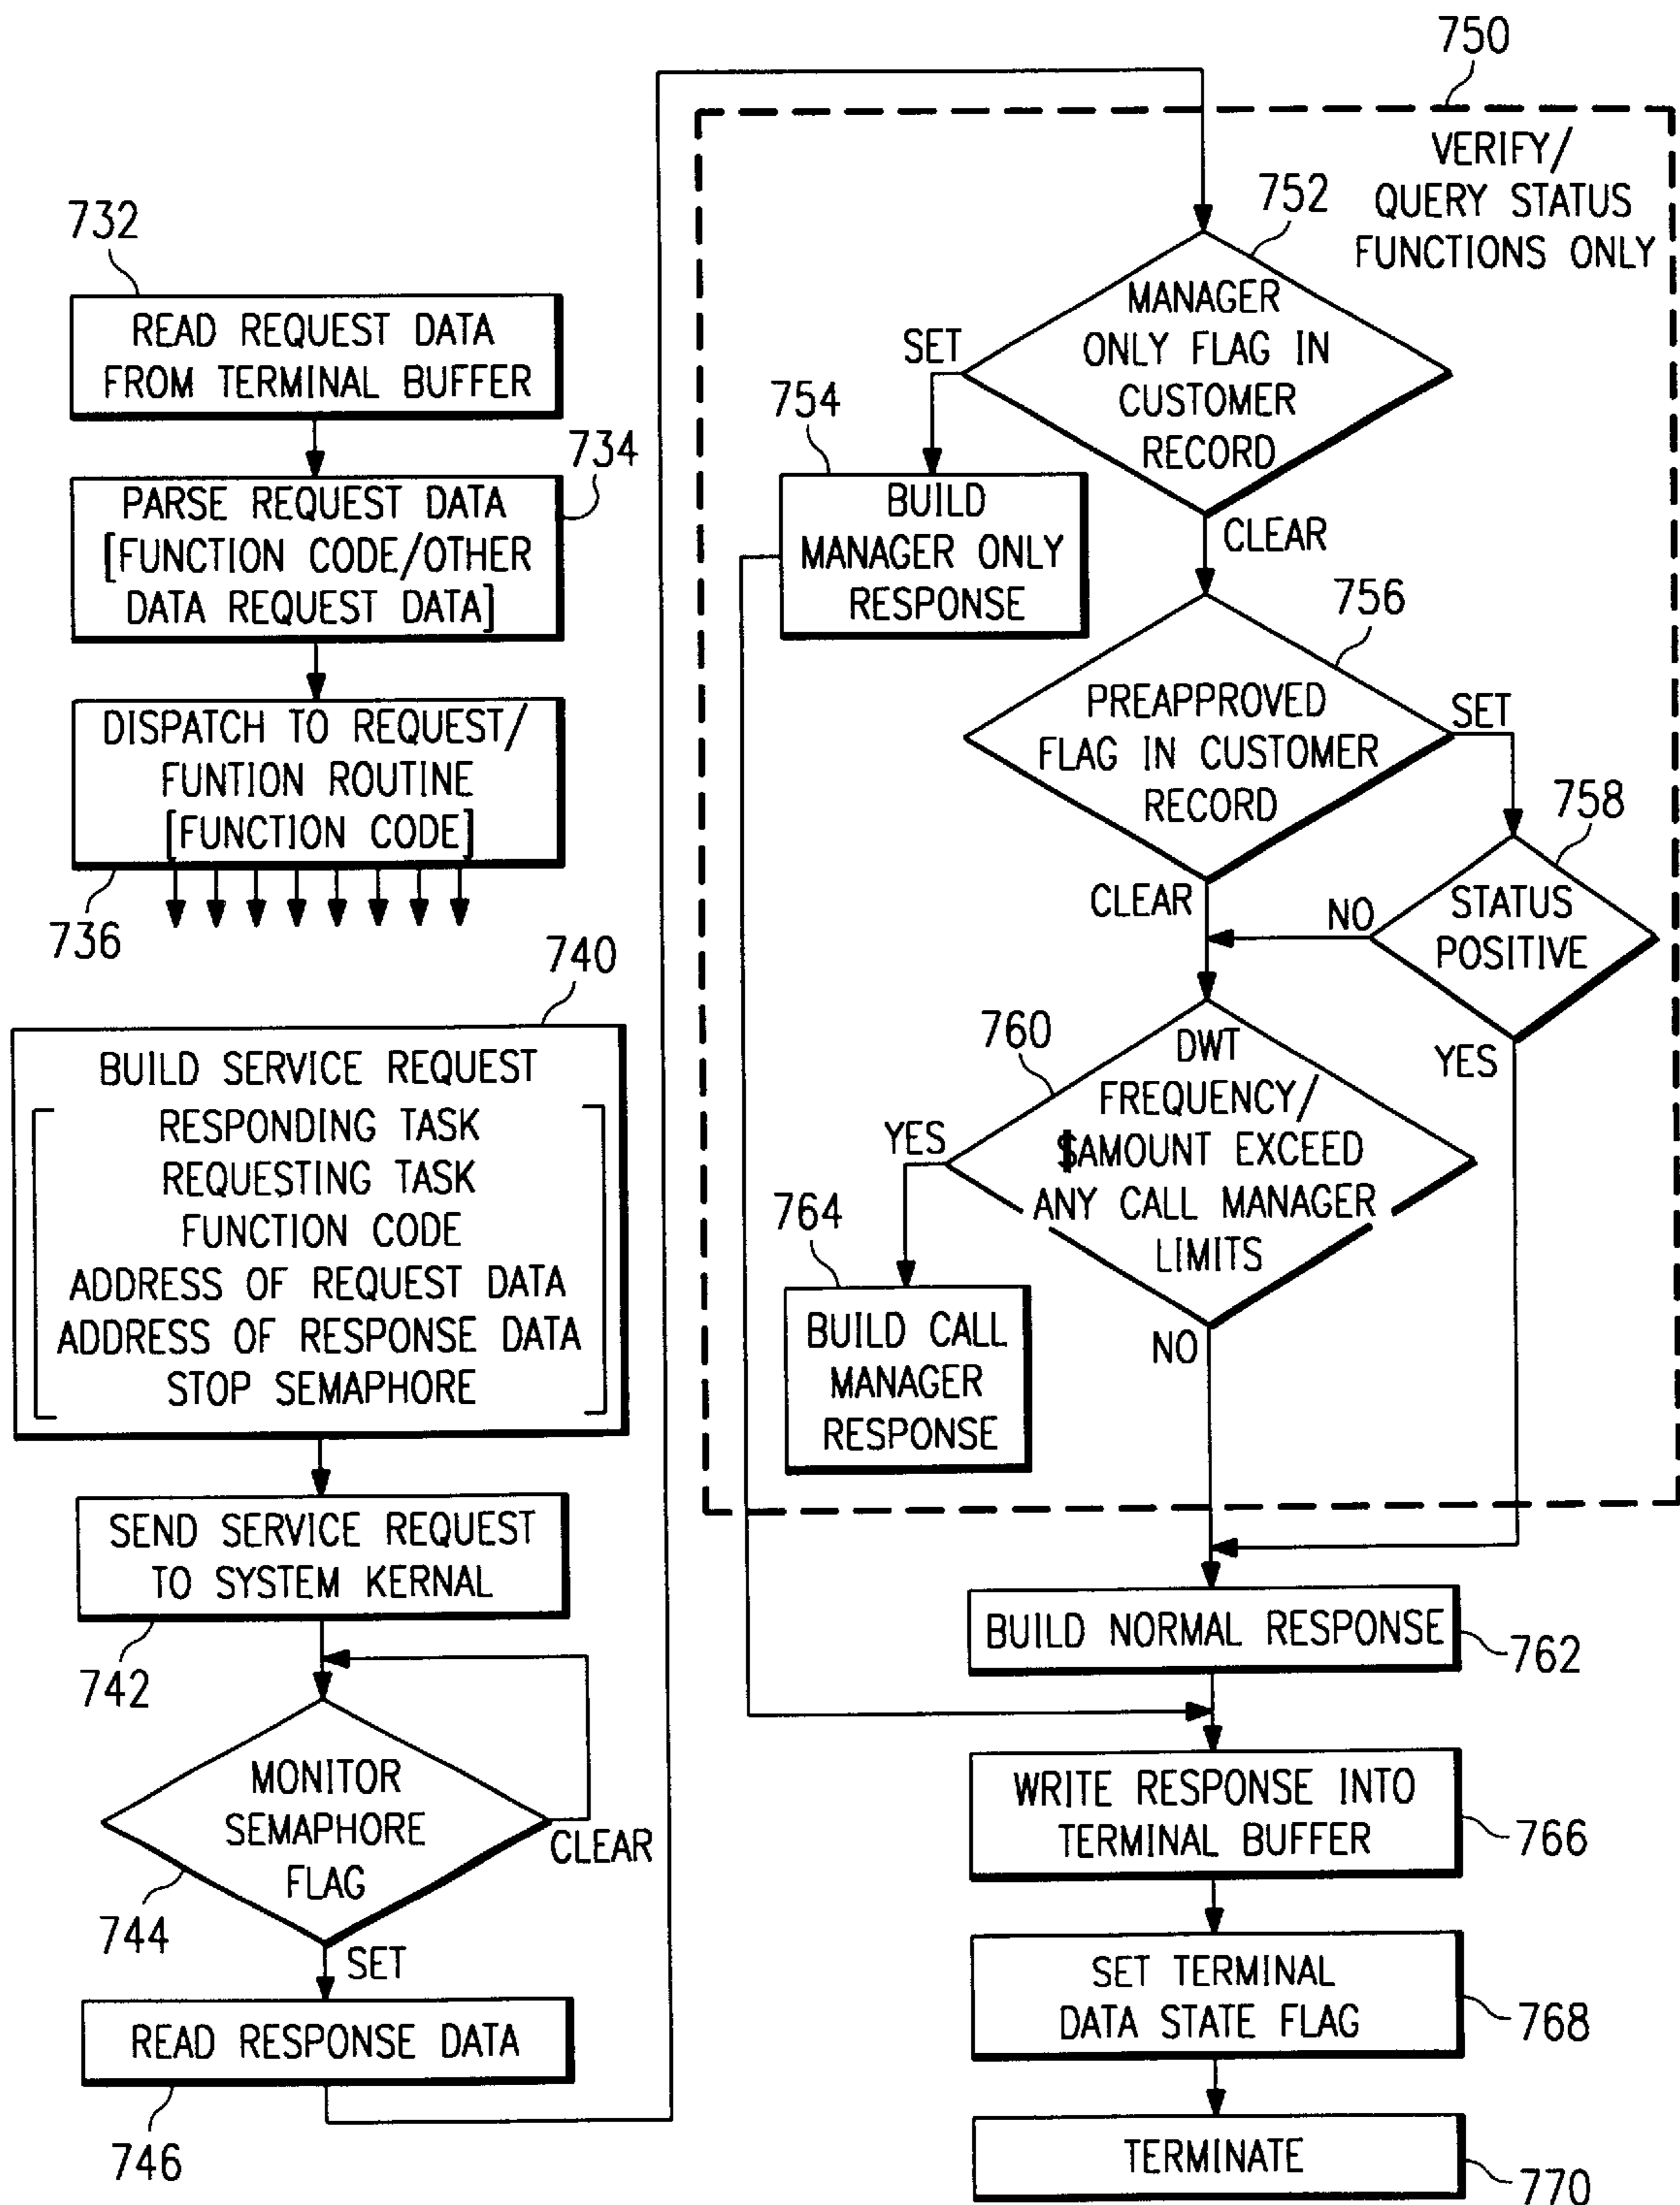 732
READ REQUEST DATA
FROM TERMINAL BUFFER
734
PARSE REQUEST DATA
[FUNCTION CODE/OTHER
DATA REQUEST DATA]
DISPATCH TO REQUEST/
FUNTION ROUTINE
[FUNCTION CODE]
736
740
BUILD SERVICE REQUEST
RESPONDING TASK
REQUESTING TASK
FUNCTION CODE
ADDRESS OF REQUEST DATA
ADDRESS OF RESPONSE DATA
STOP SEMAPHORE
SEND SERVICE REQUEST
TO SYSTEM KERNAL
742
MONITOR
SEMAPHORE
FLAG
CLEAR
744
SET
READ RESPONSE DATA
746
750
VERIFY/
QUERY STATUS
FUNCTIONS ONLY
752
MANAGER
ONLY FLAG IN
CUSTOMER
RECORD
SET
754
BUILD
MANAGER ONLY
RESPONSE
CLEAR
756
PREAPPROVED
FLAG IN CUSTOMER
RECORD
SET
758
STATUS
POSITIVE
CLEAR
NO
YES
760
DWT
FREQUENCY/
$AMOUNT EXCEED
ANY CALL MANAGER
LIMITS
YES
764
BUILD CALL
MANAGER
RESPONSE
NO
BUILD NORMAL RESPONSE
762
WRITE RESPONSE INTO
TERMINAL BUFFER
766
SET TERMINAL
DATA STATE FLAG
768
TERMINATE
770